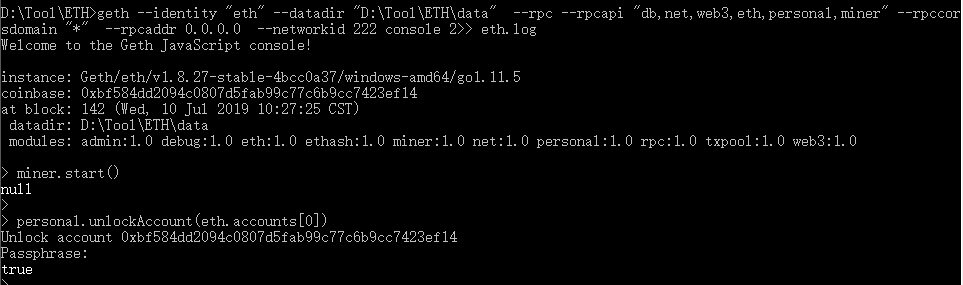 D:\Tool\ETH>geth --identity "eth" --datadir "D:\Tool\ETH\data"  --rpc --rpcapi "db,net,web3,eth,personal,miner" --rpccor
sdomain "*"  --rpcaddr 0.0.0.0  --networkid 222 console 2>> eth.log
Welcome to the Geth JavaScript console!
instance: Geth/eth/v1.8.27-stable-4bcc0a37/windows-amd64/go1.11.5
coinbase: 0xbf584dd2094c0807d5fab99c77c6b9cc7423ef14
at block: 142 (Wed, 10 Jul 2019 10:27:25 CST)
 datadir: D:\Tool\ETH\data
 modules: admin:1.0 debug:1.0 eth:1.0 ethash:1.0 miner:1.0 net:1.0 personal:1.0 rpc:1.0 txpool:1.0 web3:1.0
> miner.start()
null
>
> personal.unlockAccount(eth.accounts[0])
Unlock account 0xbf584dd2094c0807d5fab99c77c6b9cc7423ef14
Passphrase:
true
>